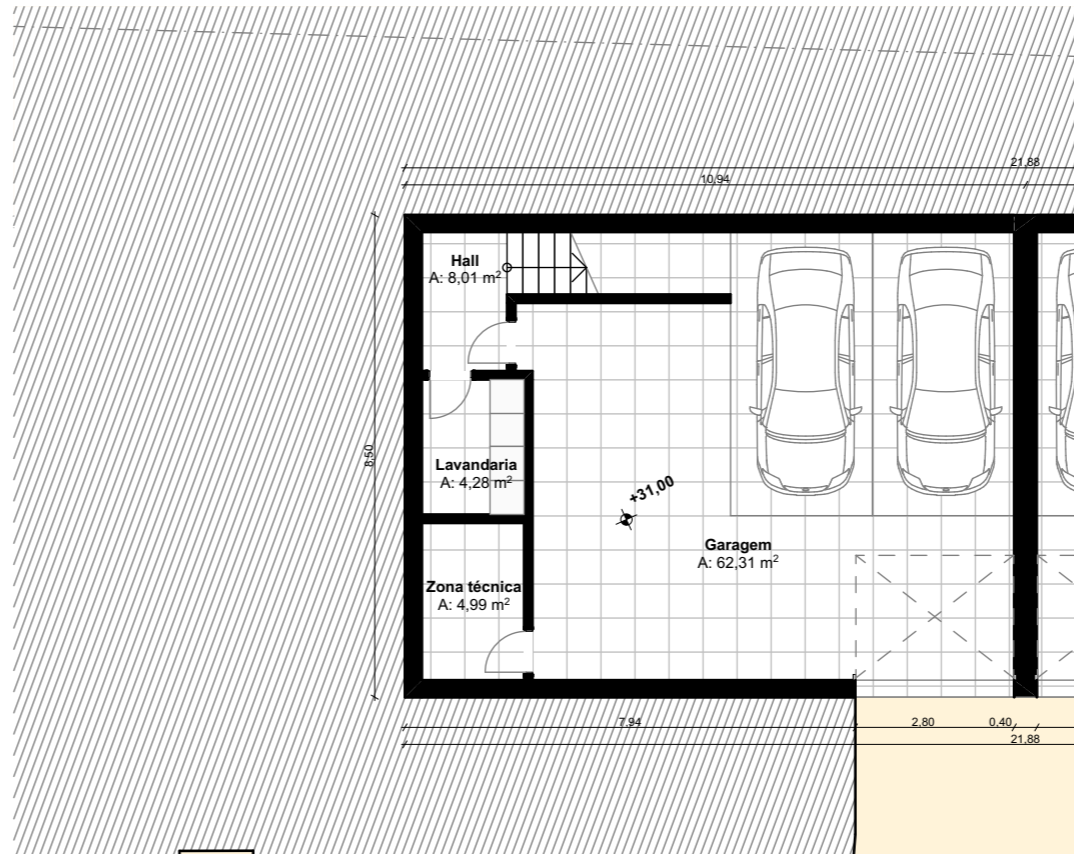 21,88
10,94
Hall
A: 8,01 m²
8,50
Lavandaria
A: 4,28 m²
+31,00
Garagem
A: 62,31 m²
Zona técnica
A: 4,99 m²
7,94
2,80
0,40
21,88